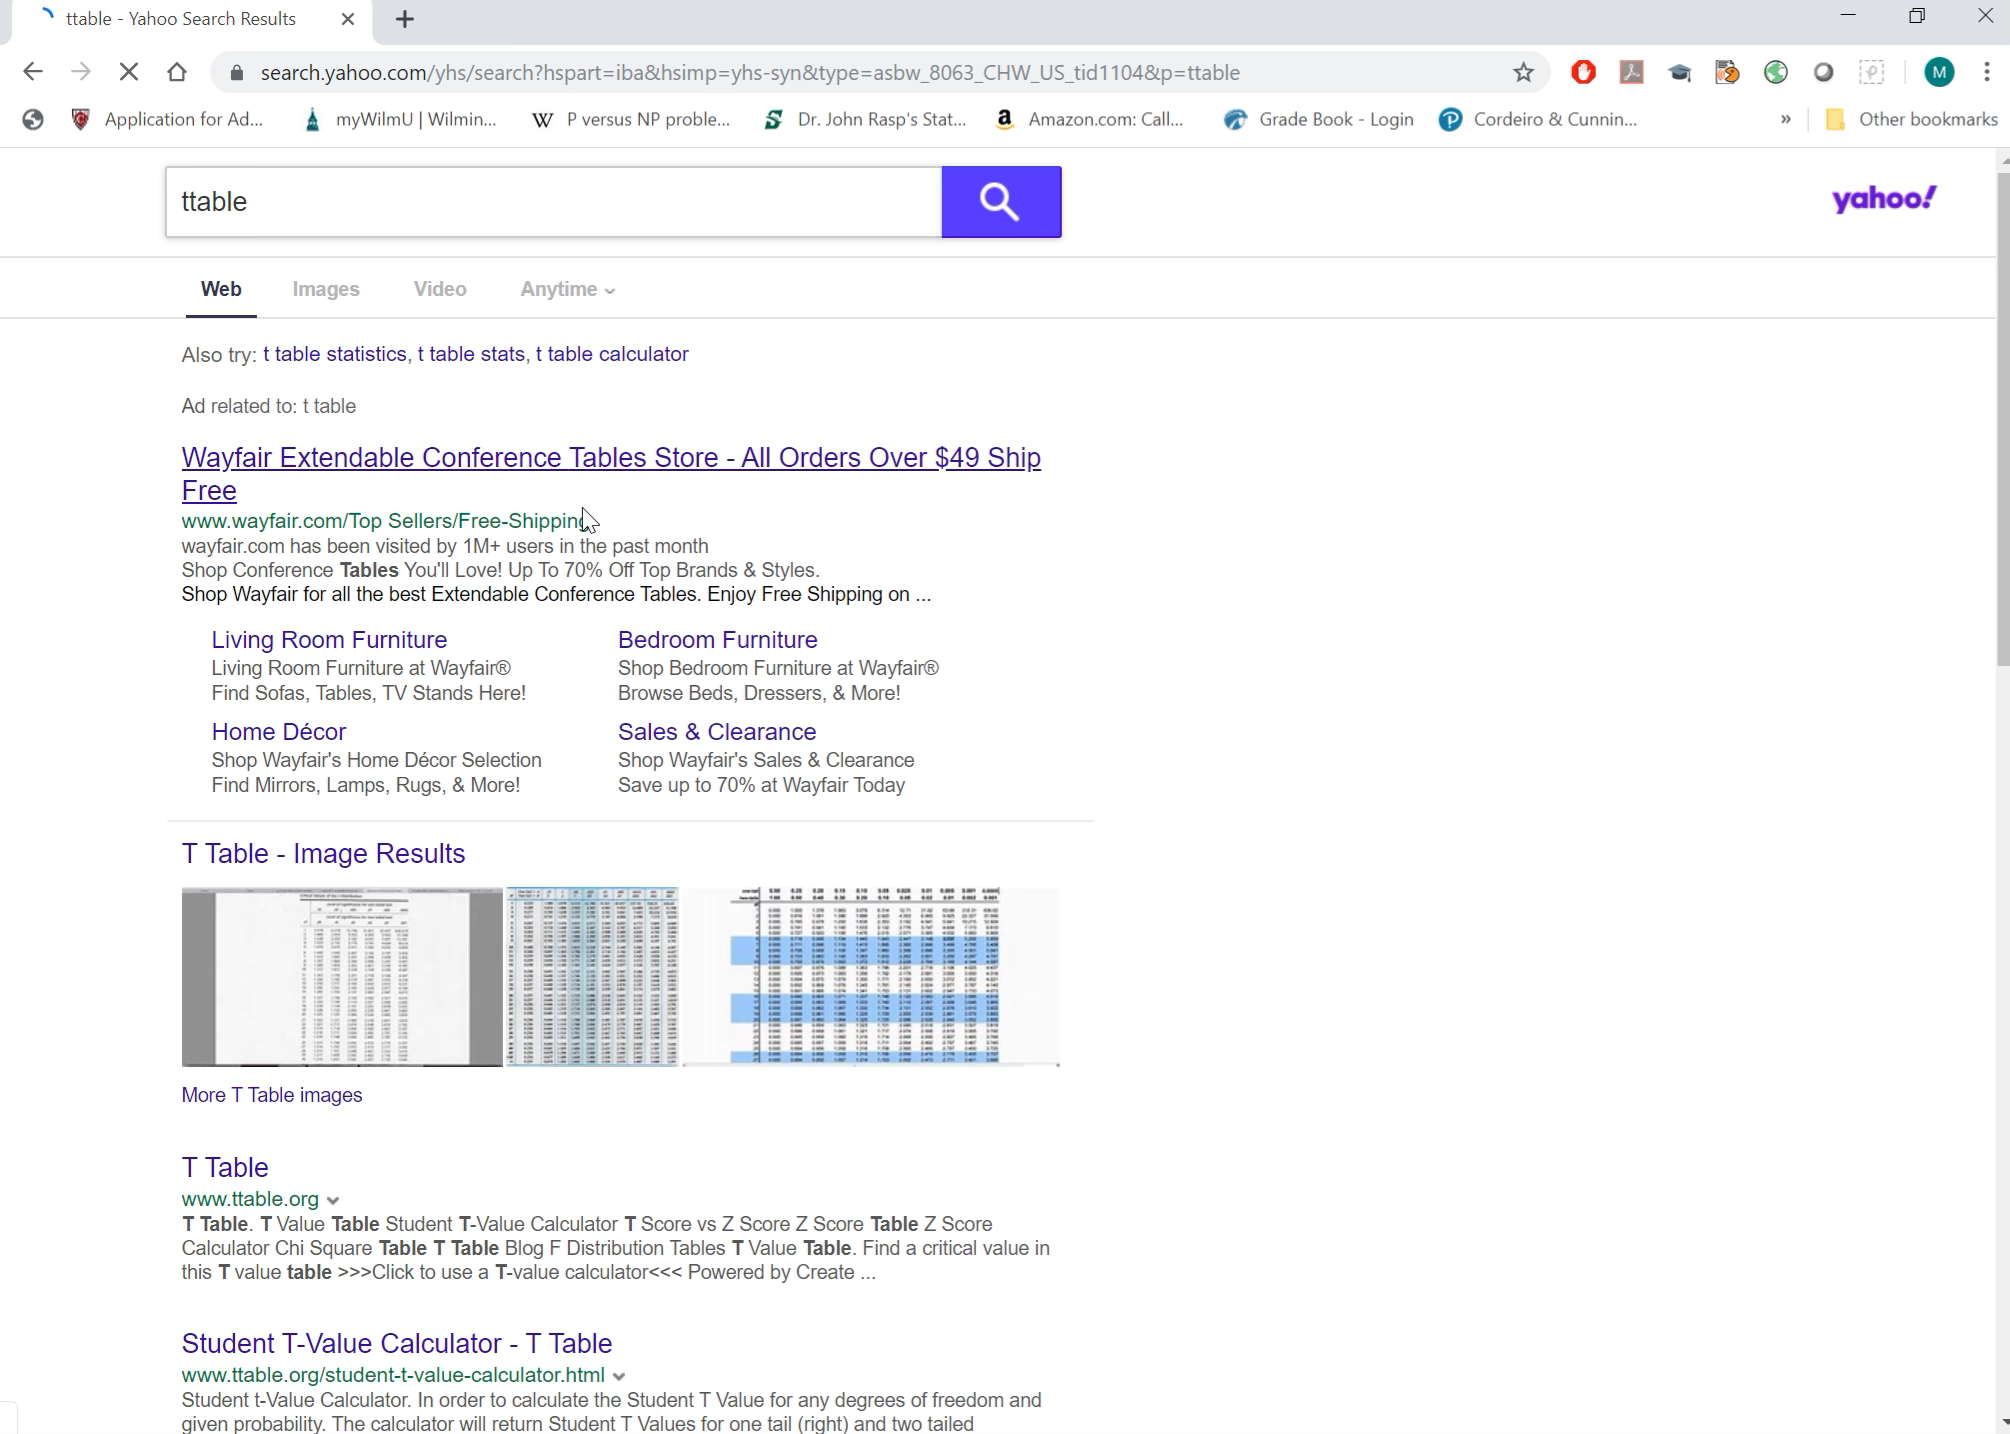 ttable - Yahoo Search Results
search.yahoo.com/yhs/search?hspart=iba&hsimp=yhs-syn&type=asbw_8063_CHW_US_tid1104&p=ttable
M
Application for Ad... myWilmU | Wilmin... W P versus NP proble... Dr. John Rasp's Stat... a Amazon.com: Call... Grade Book - Login Cordeiro & Cunnin... » Other bookmarks
ttable
yahoo!
Web Images Video Anytime
Also try: t table statistics, t table stats, t table calculator
Ad related to: t table
Wayfair Extendable Conference Tables Store - All Orders Over $49 Ship
Free
www.wayfair.com/Top Sellers/Free-Shipping
wayfair.com has been visited by 1M+ users in the past month
Shop Conference Tables You'll Love! Up To 70% Off Top Brands & Styles.
Shop Wayfair for all the best Extendable Conference Tables. Enjoy Free Shipping on ...
Living Room Furniture
Living Room Furniture at Wayfair®
Find Sofas, Tables, TV Stands Here!
Bedroom Furniture
Shop Bedroom Furniture at Wayfair®
Browse Beds, Dressers, & More!
Home Décor
Shop Wayfair's Home Décor Selection
Find Mirrors, Lamps, Rugs, & More!
Sales & Clearance
Shop Wayfair's Sales & Clearance
Save up to 70% at Wayfair Today
T Table - Image Results
More T Table images
T Table
www.ttable.org
T Table. T Value Table Student T-Value Calculator T Score vs Z Score Z Score Table Z Score
Calculator Chi Square Table T Table Blog F Distribution Tables T Value Table. Find a critical value in
this T value table >>>Click to use a T-value calculator<<< Powered by Create ...
Student T-Value Calculator - T Table
www.ttable.org/student-t-value-calculator.html
Student t-Value Calculator. In order to calculate the Student T Value for any degrees of freedom and
given probability. The calculator will return Student T Values for one tail (right) and two tailed